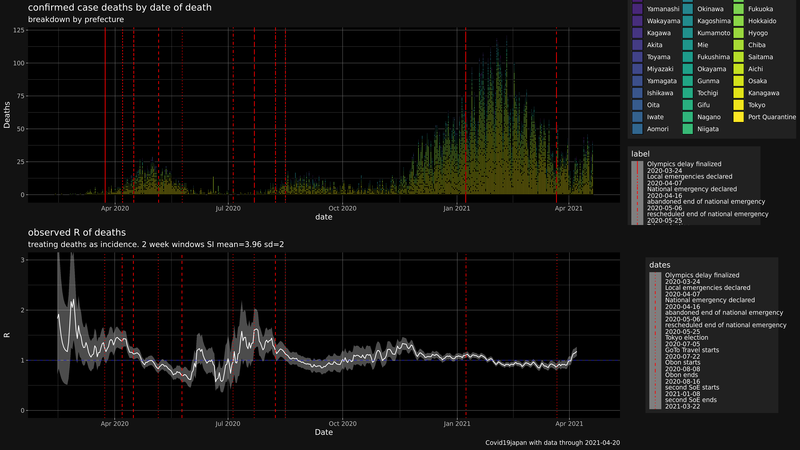 confirmed case deaths by date of death
breakdown by prefecture
125
100
75
50
25
0
Deaths
Apr 2020
Jul 2020
Oct 2020
Jan 2021
Apr 2021
date
Yamanashi Okinawa Fukuoka
Wakayama Kagoshima Hokkaido
Kagawa Kumamoto Hyogo
Akita Mie Chiba
Toyama Fukushima Saitama
Miyazaki Okayama Aichi
Yamagata Gunma Osaka
Ishikawa Tochigi Kanagawa
Oita Gifu Tokyo
Iwate Nagano Port Quarantine
Aomori Niigata
label
Olympics delay finalized
2020-03-24
Local emergencies declared
2020-04-07
National emergency declared
2020-04-16
abandoned end of national emergency
2020-05-06
rescheduled end of national emergency
2020-05-25
observed R of deaths
treating deaths as incidence. 2 week windows SI mean=3.96 sd=2
3
2
1
0
R
Apr 2020
Jul 2020
Oct 2020
Jan 2021
Apr 2021
Date
dates
Olympics delay finalized
2020-03-24
Local emergencies declared
2020-04-07
National emergency declared
2020-04-16
abandoned end of national emergency
2020-05-06
rescheduled end of national emergency
2020-05-25
Tokyo election
2020-07-05
GoTo Travel starts
2020-07-22
Obon starts
2020-08-08
Obon ends
2020-08-16
second SoE starts
2021-01-08
second SoE ends
2021-03-22
Covid19japan with data through 2021-04-20